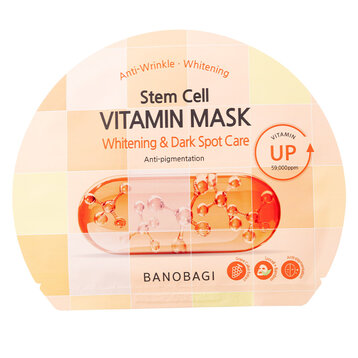 Anti-Wrinkle · Whitening
Stem Cell
VITAMIN MASK
Whitening & Dark Spot Care
Anti-pigmentation
VITAMIN
UP
59,000ppm
BANOBAGI